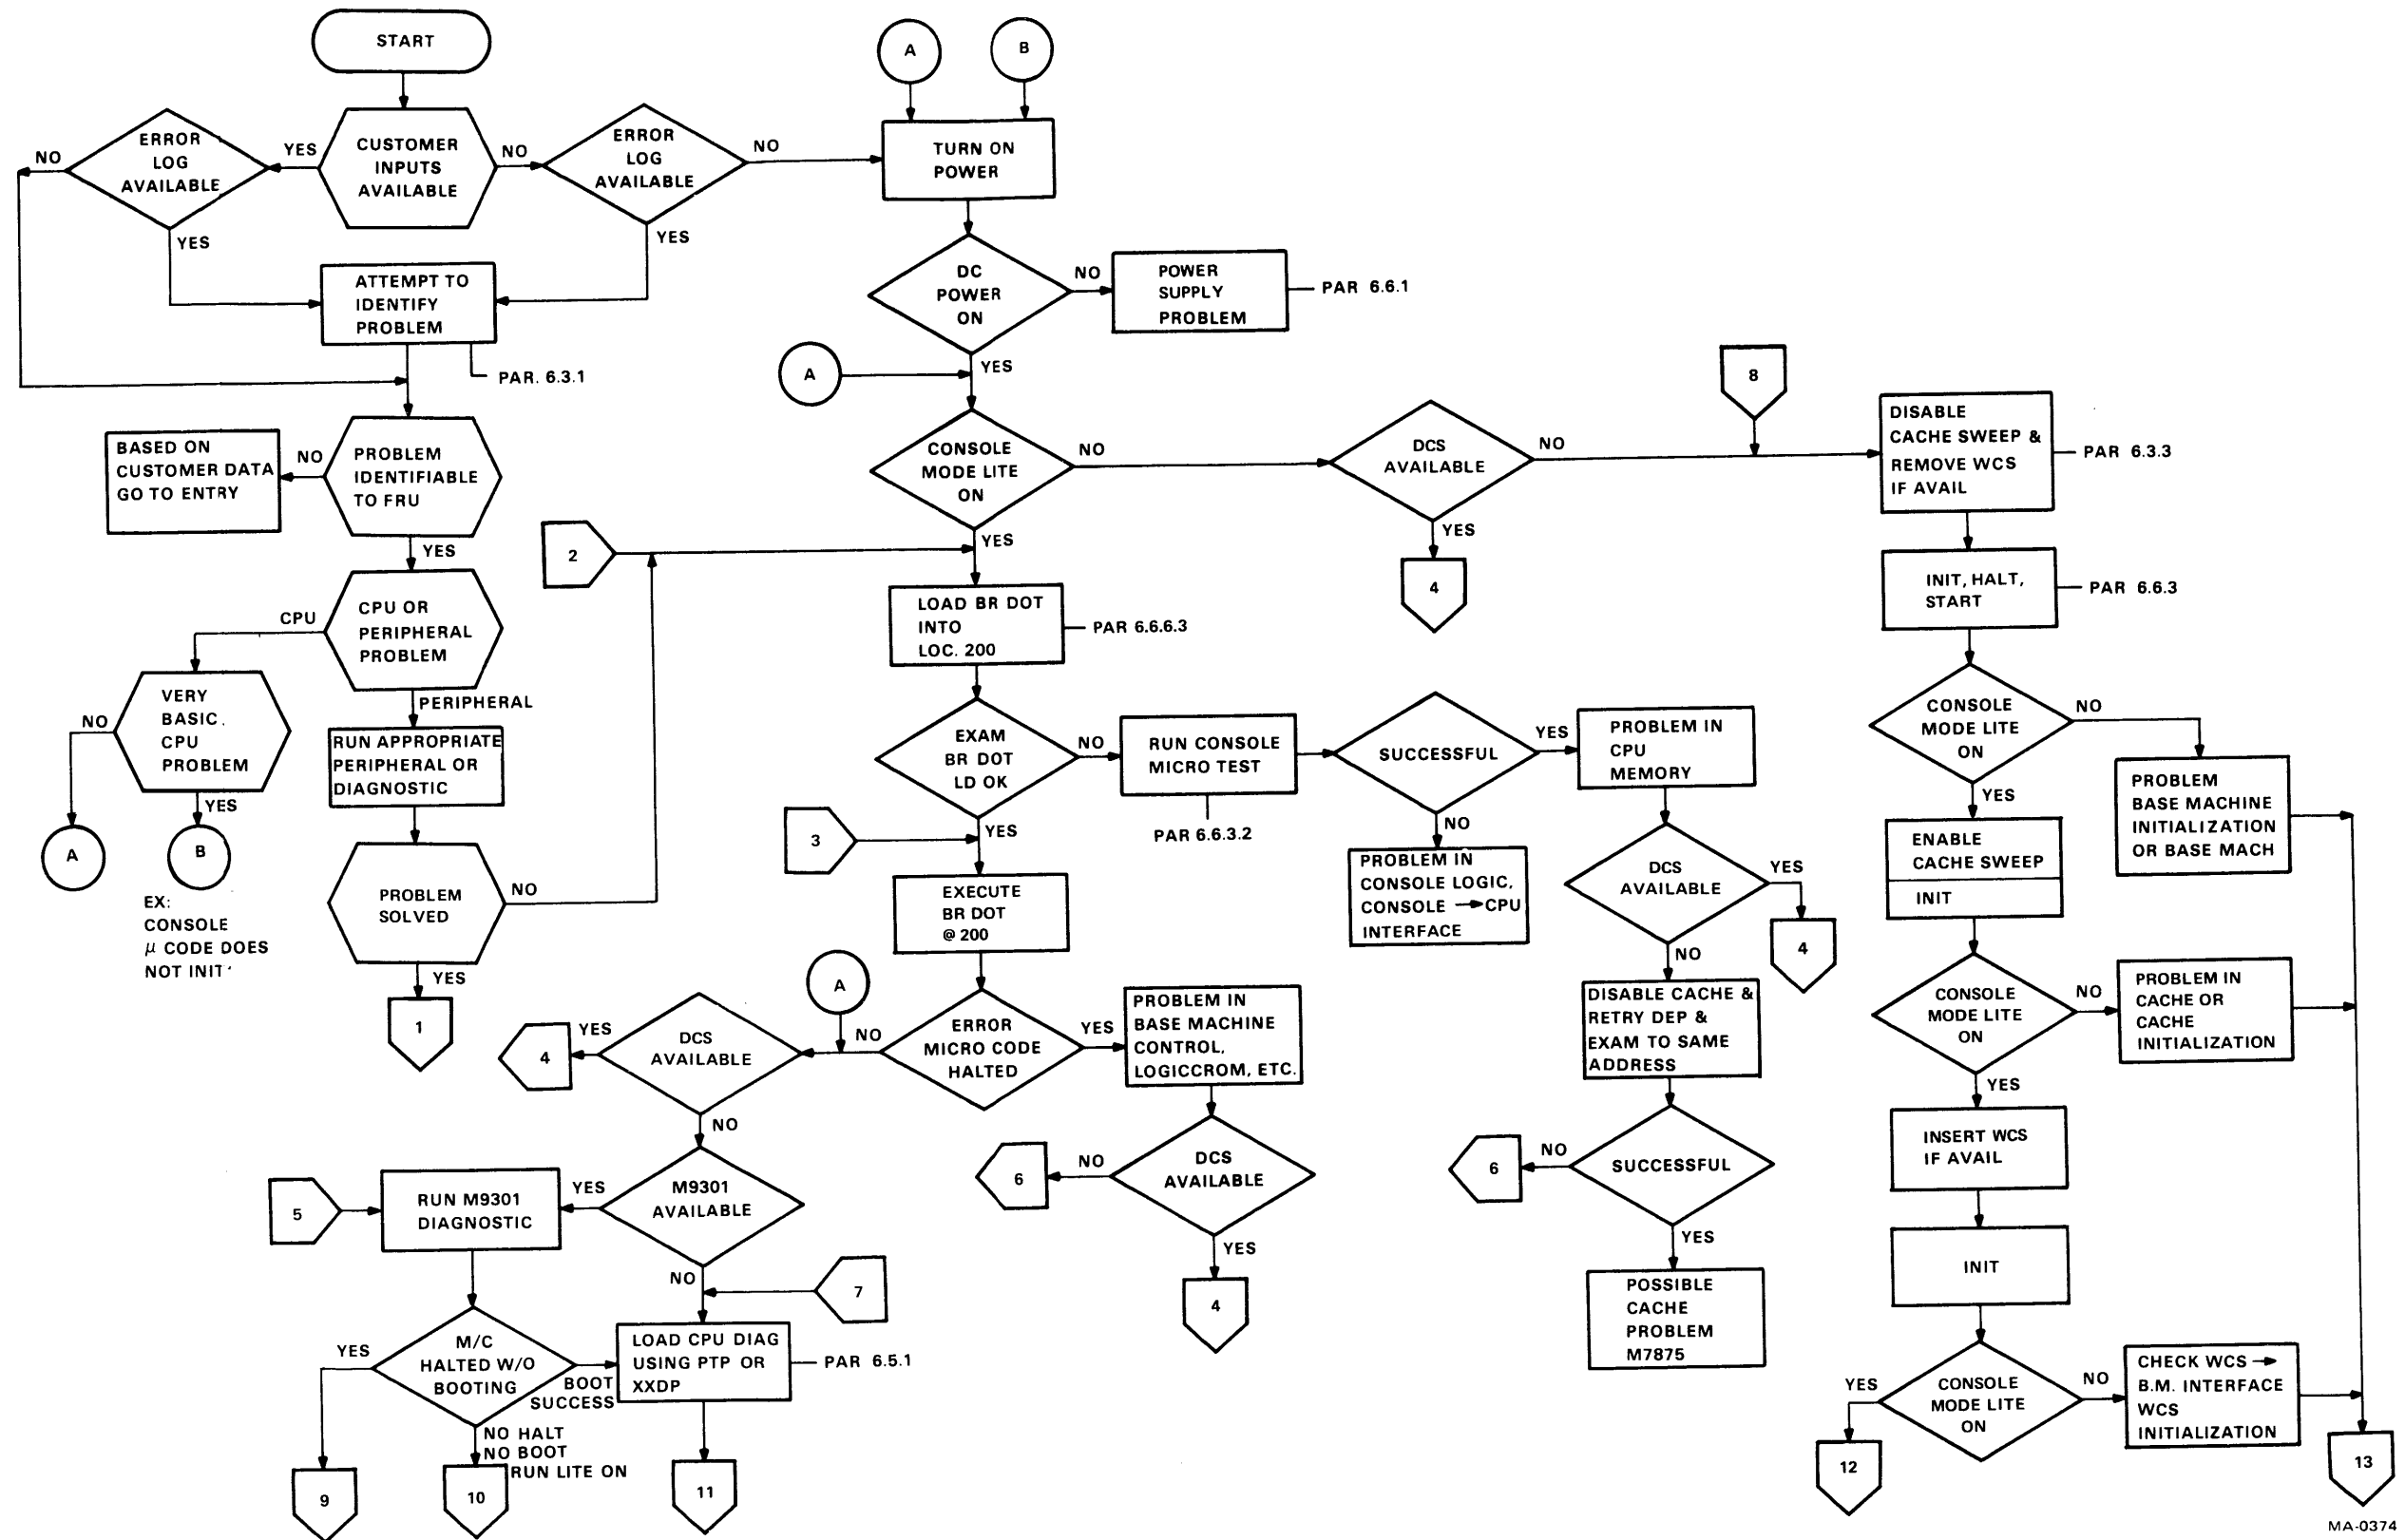 START
A
B
ERROR
LOG
AVAILABLE
NO
YES
YES
CUSTOMER
INPUTS
AVAILABLE
NO
ERROR
LOG
AVAILABLE
NO
YES
ATTEMPT TO
IDENTIFY
PROBLEM
PAR. 6.3.1
BASED ON
CUSTOMER DATA
GO TO ENTRY
NO
PROBLEM
IDENTIFIABLE
TO FRU
YES
CPU
CPU OR
PERIPHERAL
PROBLEM
PERIPHERAL
NO
VERY
BASIC.
CPU
PROBLEM
YES
A
B
EX:
CONSOLE
μ CODE DOES
NOT INIT
RUN APPROPRIATE
PERIPHERAL OR
DIAGNOSTIC
PROBLEM
SOLVED
NO
YES
1
TURN ON
POWER
DC
POWER
ON
NO
POWER
SUPPLY
PROBLEM
PAR 6.6.1
YES
A
CONSOLE
MODE LITE
ON
NO
YES
2
LOAD BR DOT
INTO
LOC. 200
PAR 6.6.6.3
EXAM
BR DOT
LD OK
NO
RUN CONSOLE
MICRO TEST
PAR 6.6.3.2
YES
3
EXECUTE
BR DOT
@ 200
A
ERROR
MICRO CODE
HALTED
NO
YES
PROBLEM IN
BASE MACHINE
CONTROL,
LOGICCROM, ETC.
DCS
AVAILABLE
NO
6
YES
4
DCS
AVAILABLE
YES
4
NO
M9301
AVAILABLE
YES
NO
5
RUN M9301
DIAGNOSTIC
7
M/C
HALTED W/O
BOOTING
YES
BOOT
SUCCESS
NO HALT
NO BOOT
RUN LITE ON
9
10
LOAD CPU DIAG
USING PTP OR
XXDP
PAR 6.5.1
11
DCS
AVAILABLE
NO
YES
4
8
SUCCESSFUL
YES
NO
PROBLEM IN
CONSOLE LOGIC,
CONSOLE → CPU
INTERFACE
PROBLEM IN
CPU
MEMORY
DCS
AVAILABLE
YES
4
NO
DISABLE CACHE &
RETRY DEP &
EXAM TO SAME
ADDRESS
SUCCESSFUL
NO
6
YES
POSSIBLE
CACHE
PROBLEM
M7875
DISABLE
CACHE SWEEP &
REMOVE WCS
IF AVAIL
PAR 6.3.3
INIT, HALT,
START
PAR 6.6.3
CONSOLE
MODE LITE
ON
NO
YES
PROBLEM
BASE MACHINE
INITIALIZATION
OR BASE MACH
ENABLE
CACHE SWEEP
INIT
CONSOLE
MODE LITE
ON
NO
YES
PROBLEM IN
CACHE OR
CACHE
INITIALIZATION
INSERT WCS
IF AVAIL
INIT
CONSOLE
MODE LITE
ON
YES
NO
CHECK WCS →
B.M. INTERFACE
WCS
INITIALIZATION
12
13
MA-0374